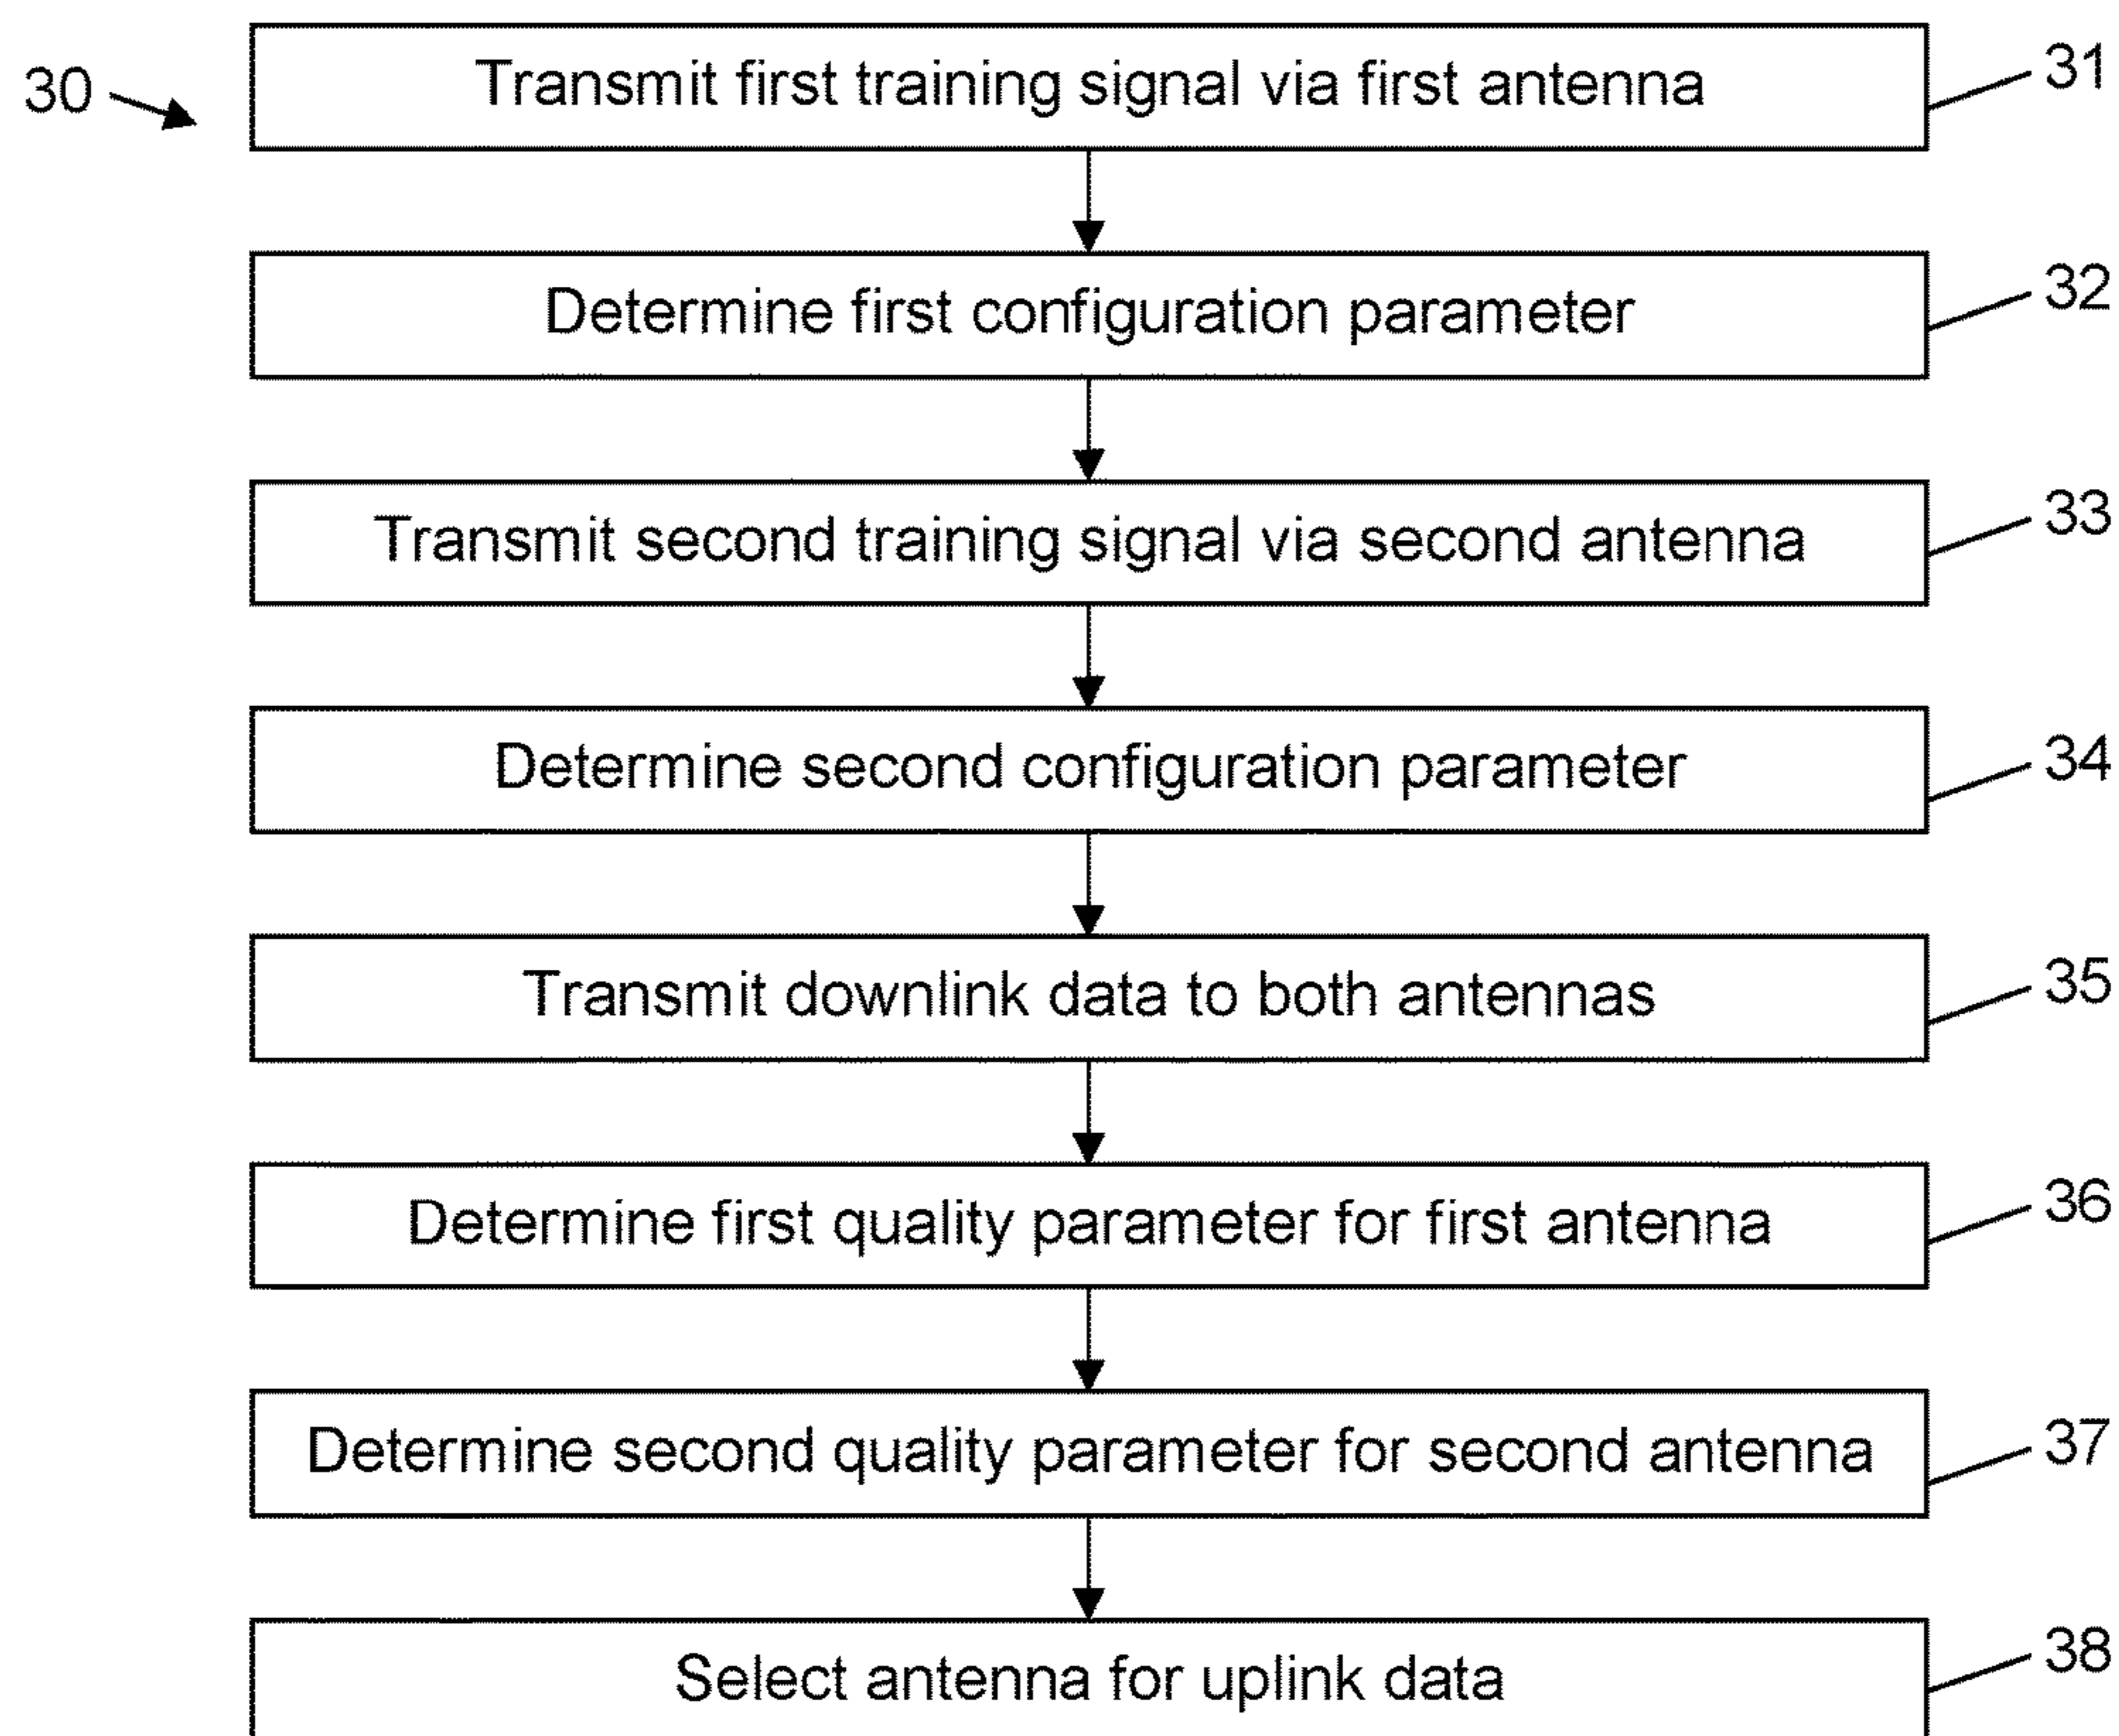 30
Transmit first training signal via first antenna 31
Determine first configuration parameter 32
Transmit second training signal via second antenna 33
Determine second configuration parameter 34
Transmit downlink data to both antennas 35
Determine first quality parameter for first antenna 36
Determine second quality parameter for second antenna 37
Select antenna for uplink data 38